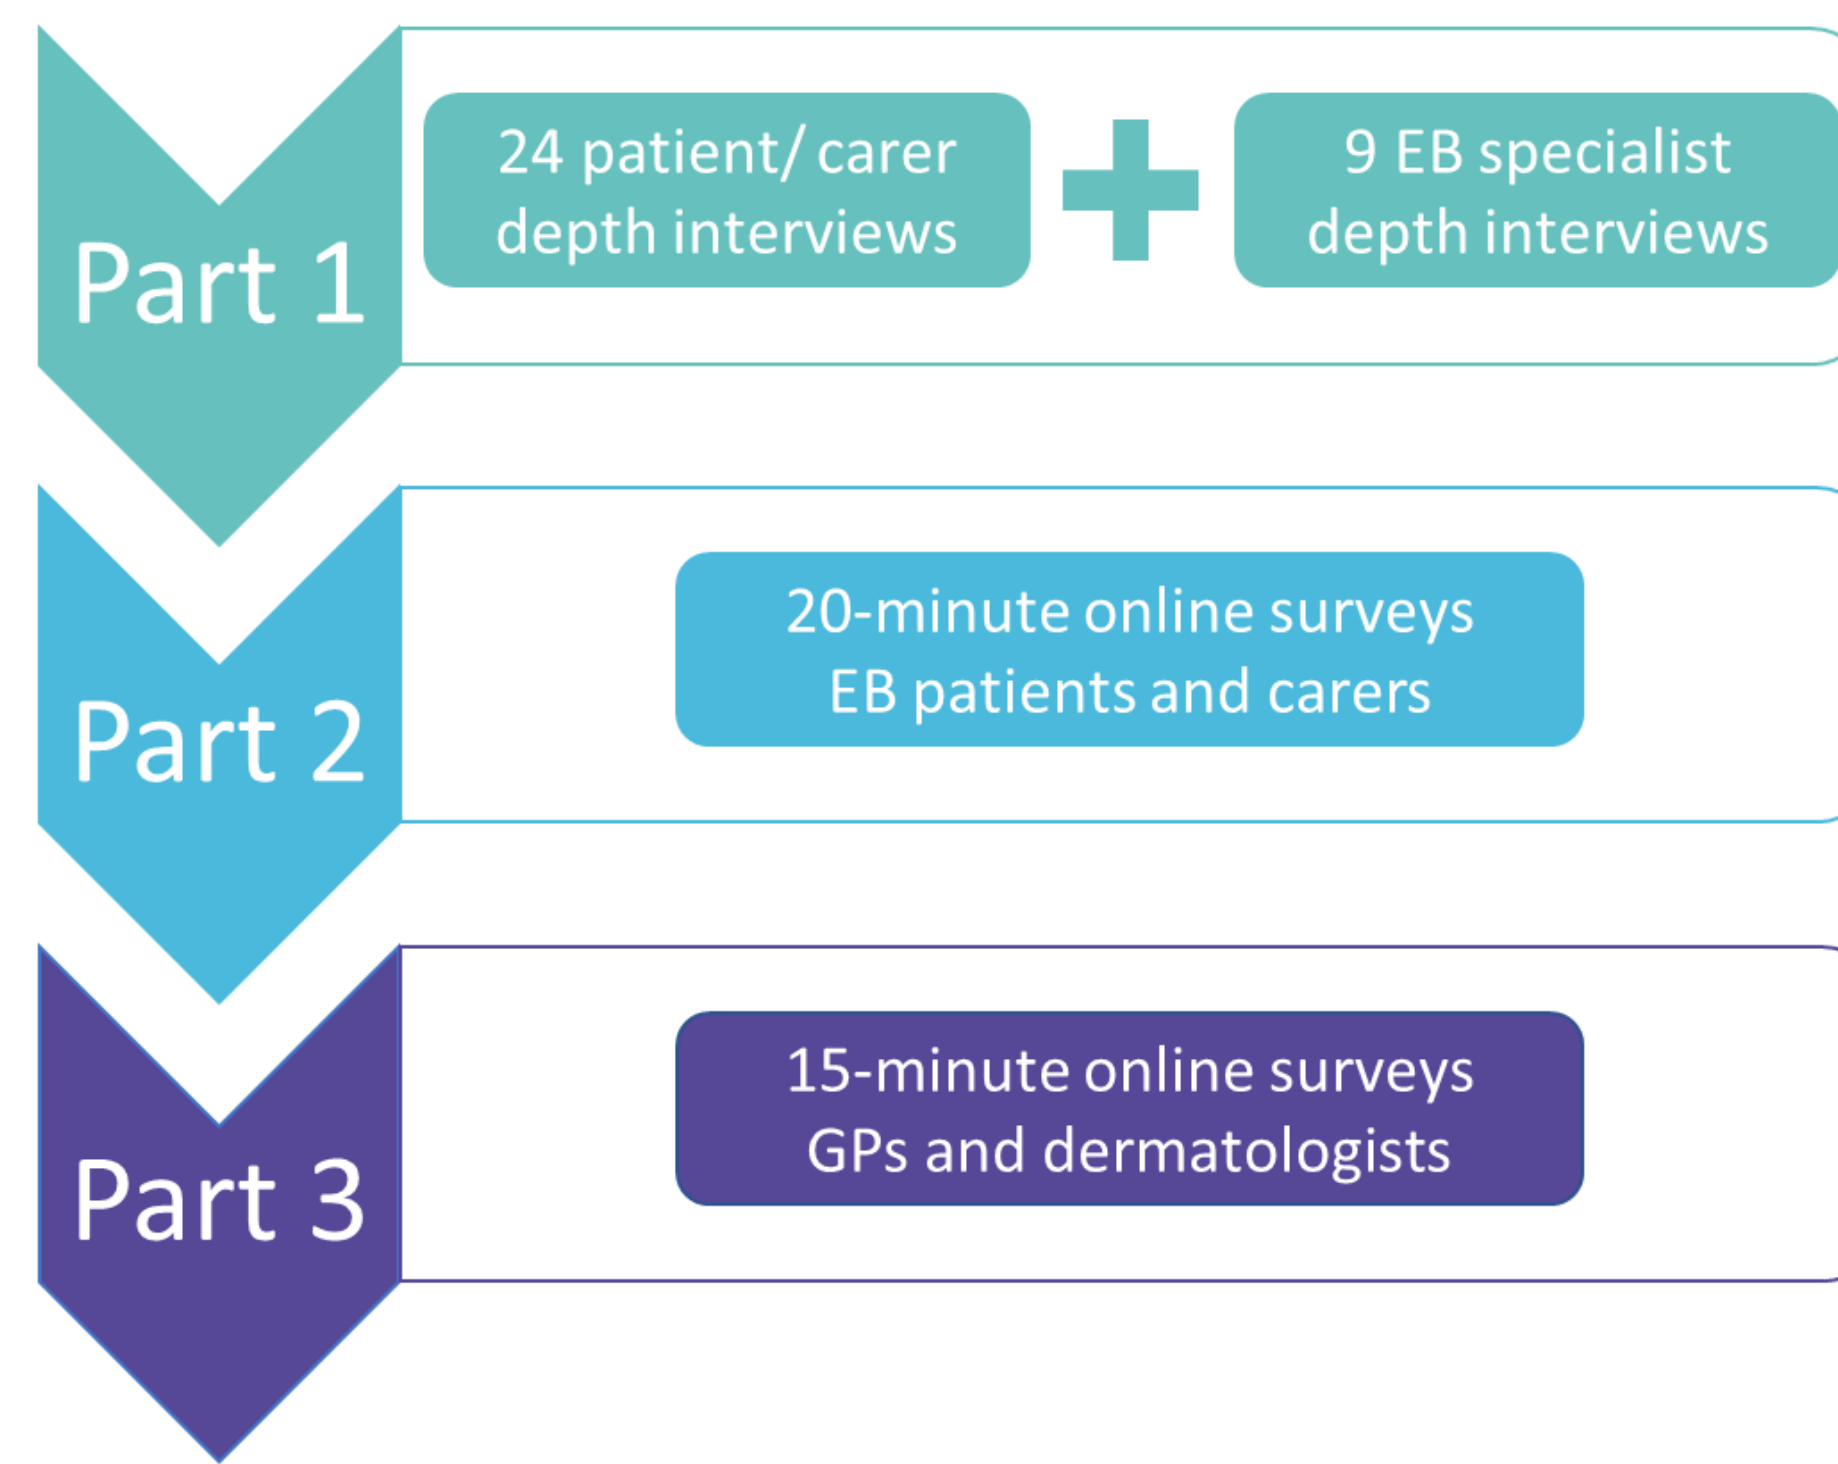 Part 1
24 patient/ carer
depth interviews
9 EB specialist
depth interviews
Part 2
20-minute online surveys
EB patients and carers
Part 3
15-minute online surveys
GPs and dermatologists